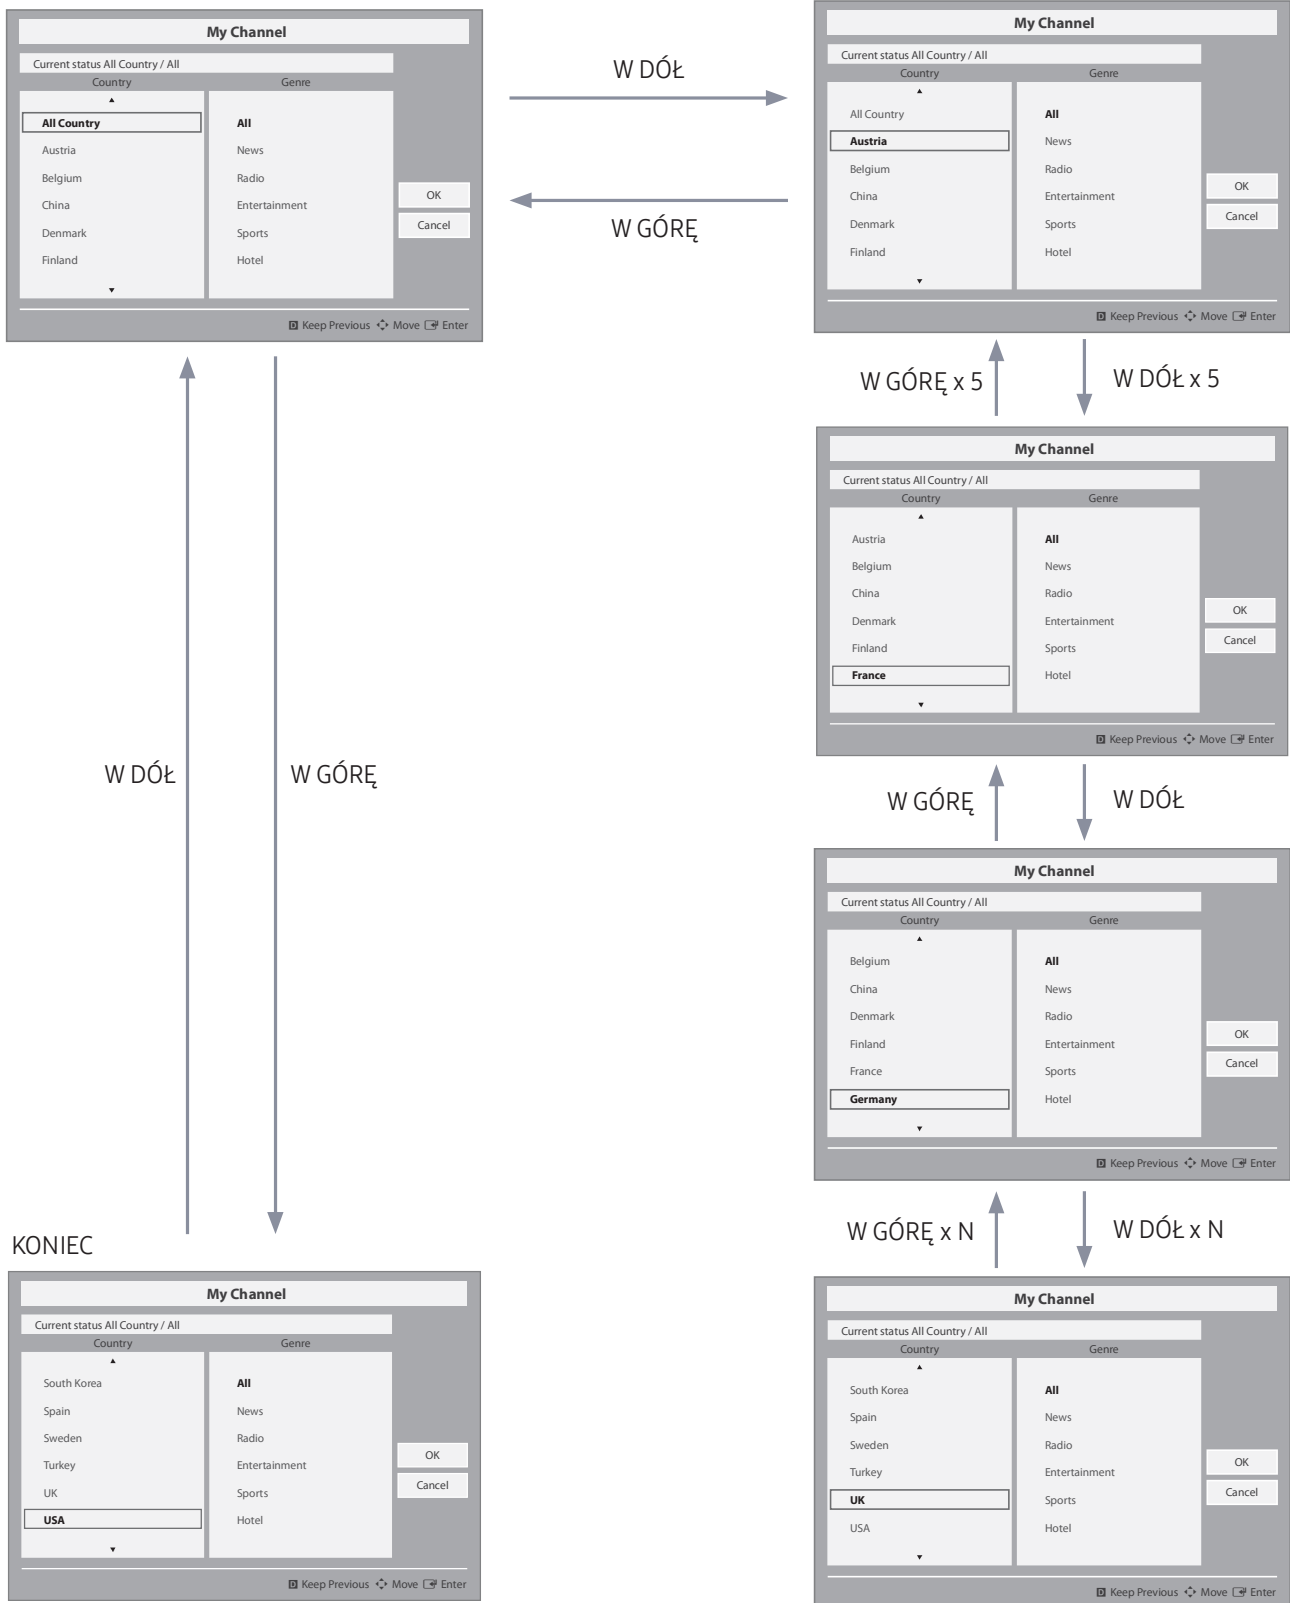 My Channel
Current status All Country / All
Country Genre
All Country All
Austria News
Belgium Radio
China Entertainment
Denmark Sports
Finland Hotel
OK
Cancel
D Keep Previous Move Enter
W DÓŁ
W GÓRĘ
My Channel
Current status All Country / All
Country Genre
All Country All
Austria News
Belgium Radio
China Entertainment
Denmark Sports
Finland Hotel
OK
Cancel
D Keep Previous Move Enter
W GÓRĘ x 5
W DÓŁ x 5
My Channel
Current status All Country / All
Country Genre
Austria All
Belgium News
China Radio
Denmark Entertainment
Finland Sports
France Hotel
OK
Cancel
D Keep Previous Move Enter
W DÓŁ
W GÓRĘ
W GÓRĘ
W DÓŁ
My Channel
Current status All Country / All
Country Genre
Belgium All
China News
Denmark Radio
Finland Entertainment
France Sports
Germany Hotel
OK
Cancel
D Keep Previous Move Enter
W GÓRĘ x N
W DÓŁ x N
KONIEC
My Channel
Current status All Country / All
Country Genre
South Korea All
Spain News
Sweden Radio
Turkey Entertainment
UK Sports
USA Hotel
OK
Cancel
D Keep Previous Move Enter
My Channel
Current status All Country / All
Country Genre
South Korea All
Spain News
Sweden Radio
Turkey Entertainment
UK Sports
USA Hotel
OK
Cancel
D Keep Previous Move Enter